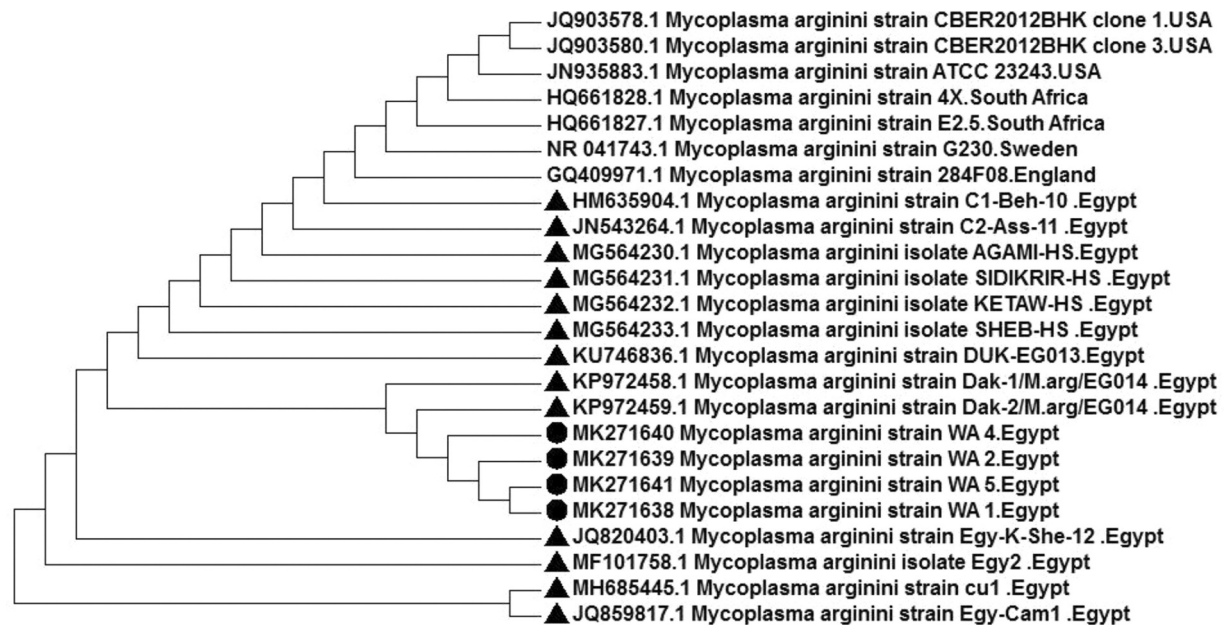 JQ903578.1 Mycoplasma arginini strain CBER2012BHK clone 1.USA
JQ903580.1 Mycoplasma arginini strain CBER2012BHK clone 3.USA
JN935883.1 Mycoplasma arginini strain ATCC 23243.USA
HQ661828.1 Mycoplasma arginini strain 4X.South Africa
HQ661827.1 Mycoplasma arginini strain E2.5.South Africa
NR 041743.1 Mycoplasma arginini strain G230.Sweden
GQ409971.1 Mycoplasma arginini strain 284F08.England
HM635904.1 Mycoplasma arginini strain C1-Beh-10 .Egypt
JN543264.1 Mycoplasma arginini strain C2-Ass-11 .Egypt
MG564230.1 Mycoplasma arginini isolate AGAMI-HS.Egypt
MG564231.1 Mycoplasma arginini isolate SIDIKRIR-HS .Egypt
MG564232.1 Mycoplasma arginini isolate KETAW-HS .Egypt
MG564233.1 Mycoplasma arginini isolate SHEB-HS .Egypt
KU746836.1 Mycoplasma arginini strain DUK-EG013.Egypt
KP972458.1 Mycoplasma arginini strain Dak-1/M.arg/EG014 .Egypt
KP972459.1 Mycoplasma arginini strain Dak-2/M.arg/EG014 .Egypt
MK271640 Mycoplasma arginini strain WA 4.Egypt
MK271639 Mycoplasma arginini strain WA 2.Egypt
MK271641 Mycoplasma arginini strain WA 5.Egypt
MK271638 Mycoplasma arginini strain WA 1.Egypt
JQ820403.1 Mycoplasma arginini strain Egy-K-She-12 .Egypt
MF101758.1 Mycoplasma arginini isolate Egy2 .Egypt
MH685445.1 Mycoplasma arginini strain cu1 .Egypt
JQ859817.1 Mycoplasma arginini strain Egy-Cam1 .Egypt